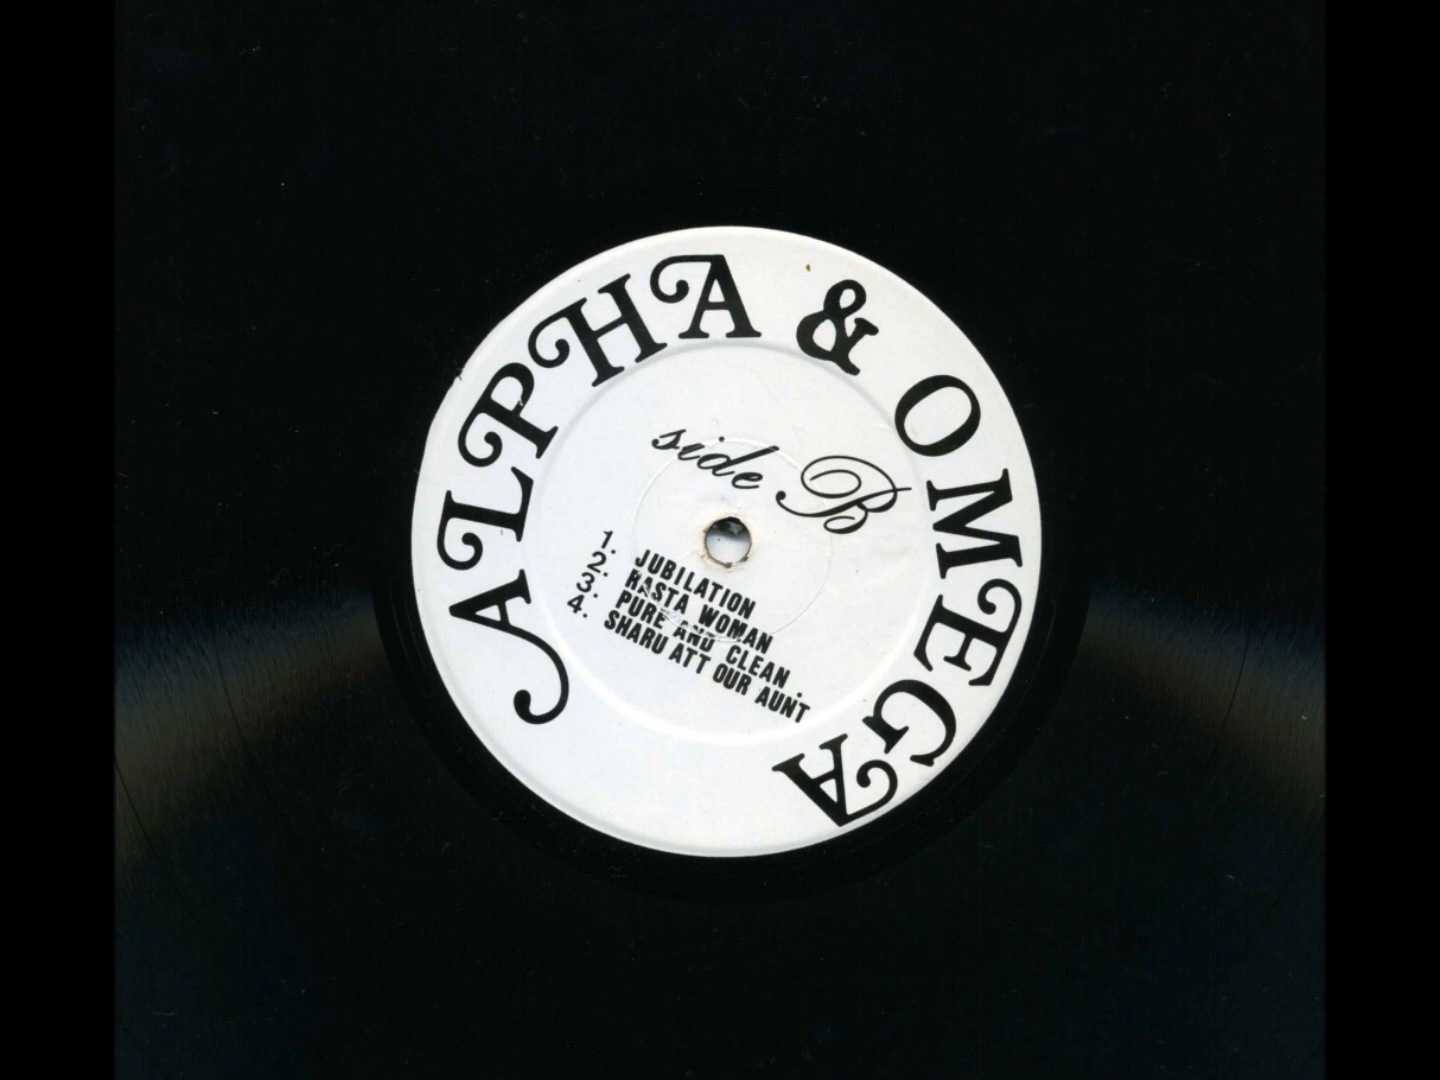 ALPHA & OMEGA
side B
1. JUBILATION
2. RASTA WOMAN
3. PURE AND CLEAN.
4. SHARU ATT OUR AUNT